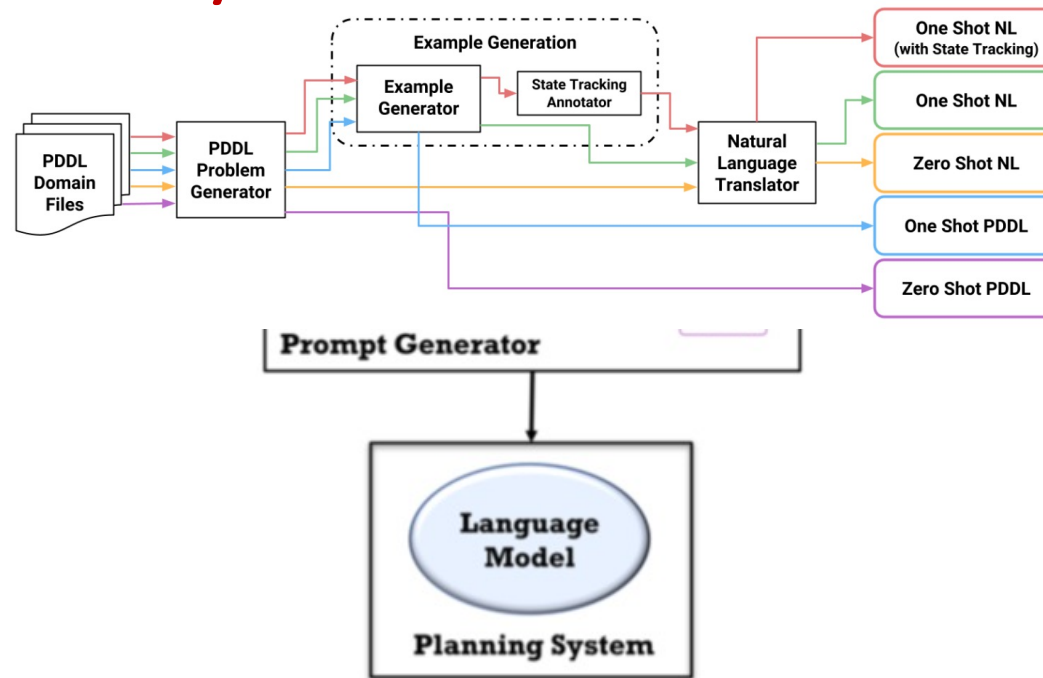 Example Generation
Example
Generator
State Tracking
Annotator
PDDL
Domain
Files
PDDL
Problem
Generator
Natural
Language
Translator
One Shot NL
(with State Tracking)
One Shot NL
Zero Shot NL
One Shot PDDL
Zero Shot PDDL
Prompt Generator
Language
Model
Planning System